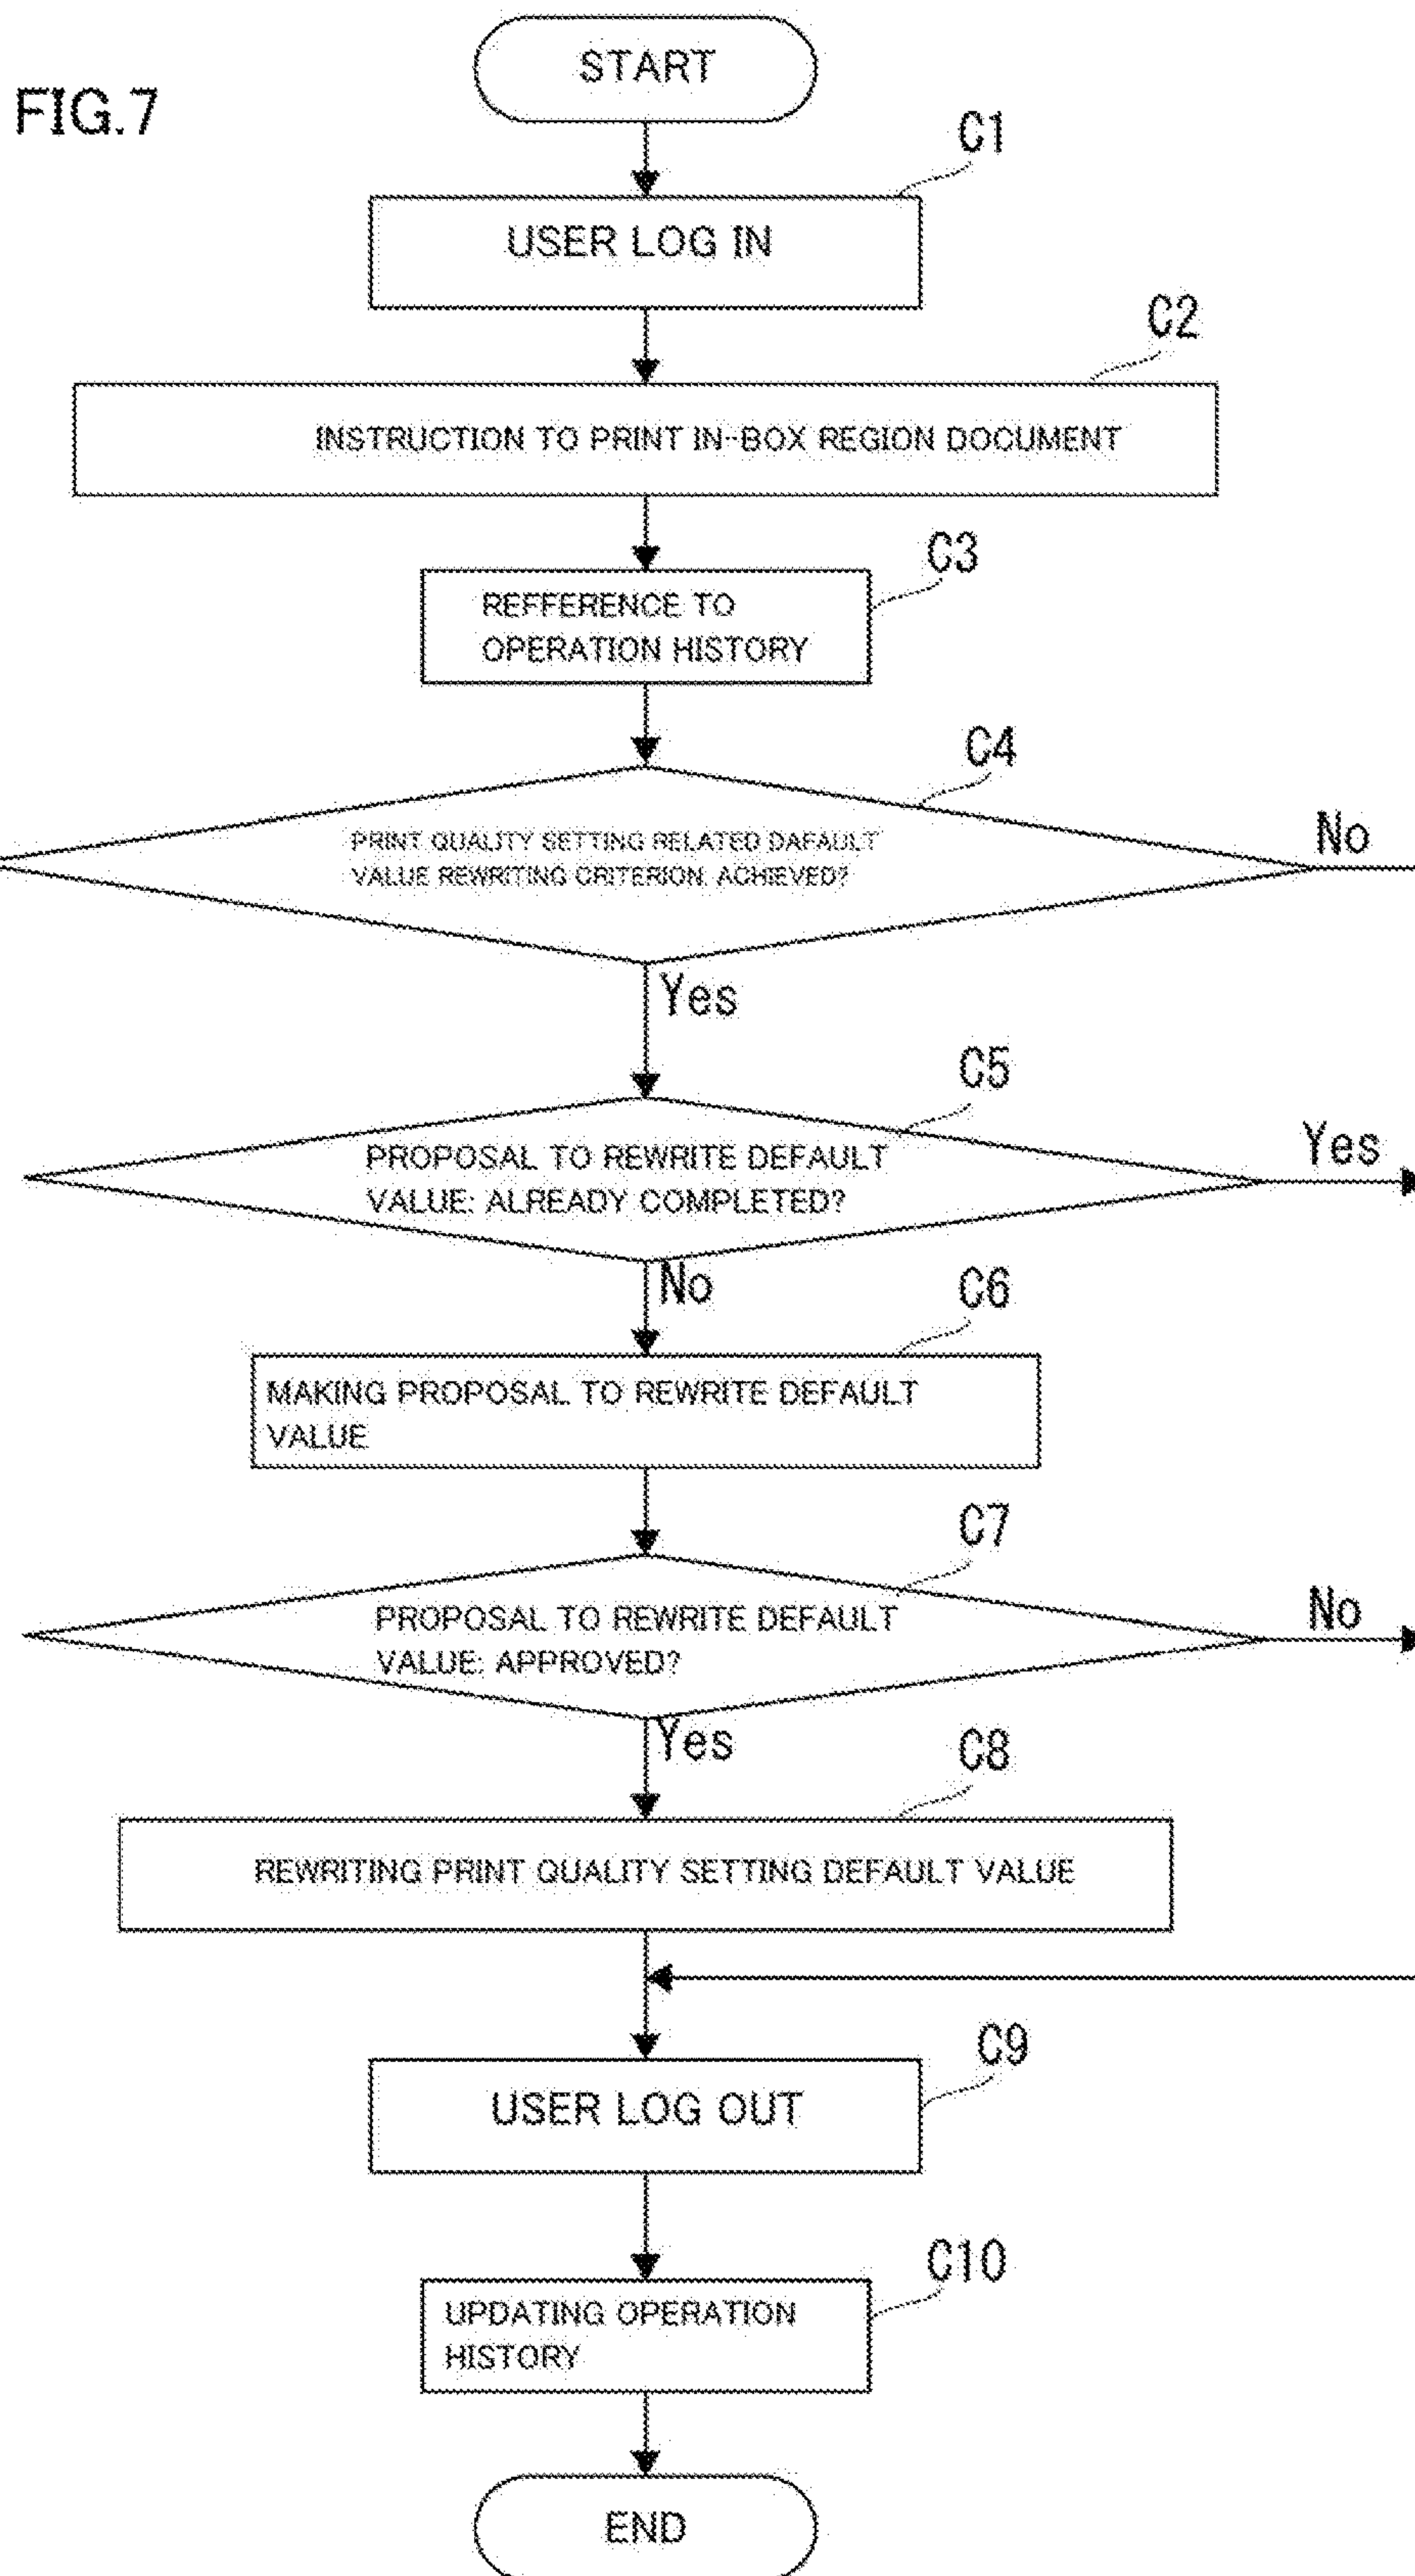 FIG.7
START
C1
USER LOG IN
C2
INSTRUCTION TO PRINT IN-BOX REGION DOCUMENT
C3
REFFERENCE TO
OPERATION HISTORY
C4
PRINT QUALITY SETTING RELATED DAFAULT
VALUE REWRITING CRITERION: ACHIEVED?
No
Yes
C5
PROPOSAL TO REWRITE DEFAULT
VALUE: ALREADY COMPLETED?
Yes
No
C6
MAKING PROPOSAL TO REWRITE DEFAULT
VALUE
C7
PROPOSAL TO REWRITE DEFAULT
VALUE: APPROVED?
No
Yes
C8
REWRITING PRINT QUALITY SETTING DEFAULT VALUE
C9
USER LOG OUT
C10
UPDATING OPERATION
HISTORY
END